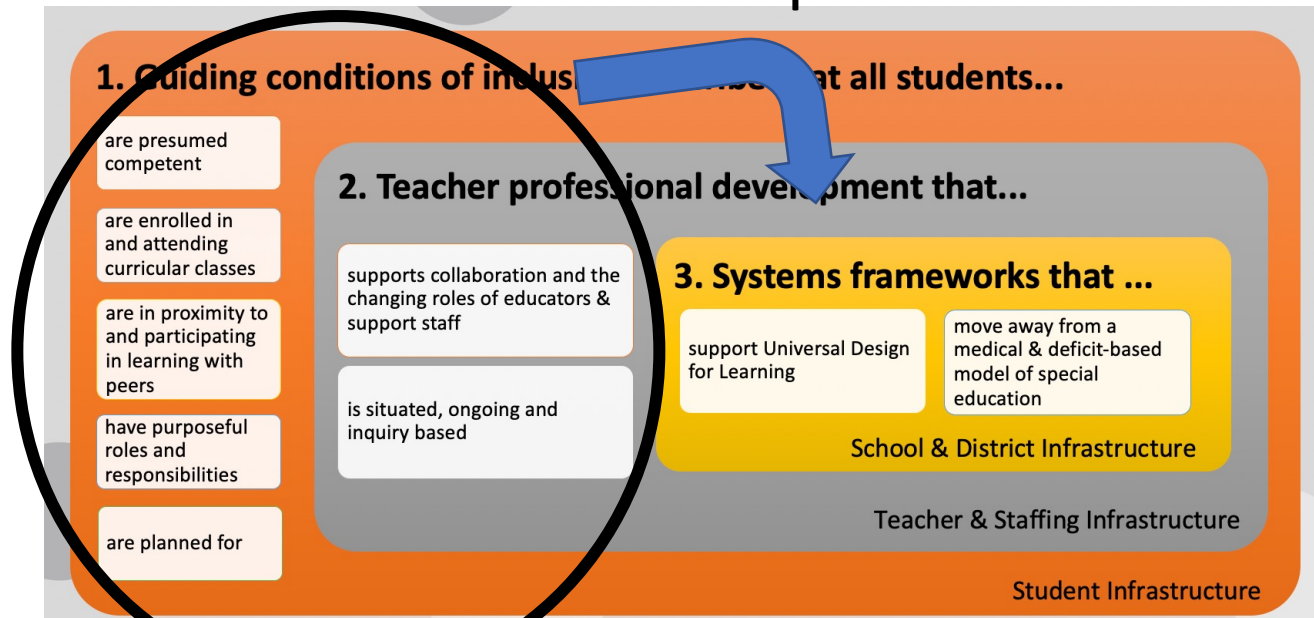 1. Guiding conditions of at all students...
are presumed
competent
are enrolled in
and attending
curricular classes
are in proximity to
and participating
in learning with
peers
have purposeful
roles and
responsibilities
are planned for
2. Teacher professional development that...
supports collaboration and the
changing roles of educators &
support staff
is situated, ongoing and
inquiry based
3. Systems frameworks that ...
support Universal Design
for Learning
move away from a
medical & deficit-based
model of special
education
School & District Infrastructure
Teacher & Staffing Infrastructure
Student Infrastructure